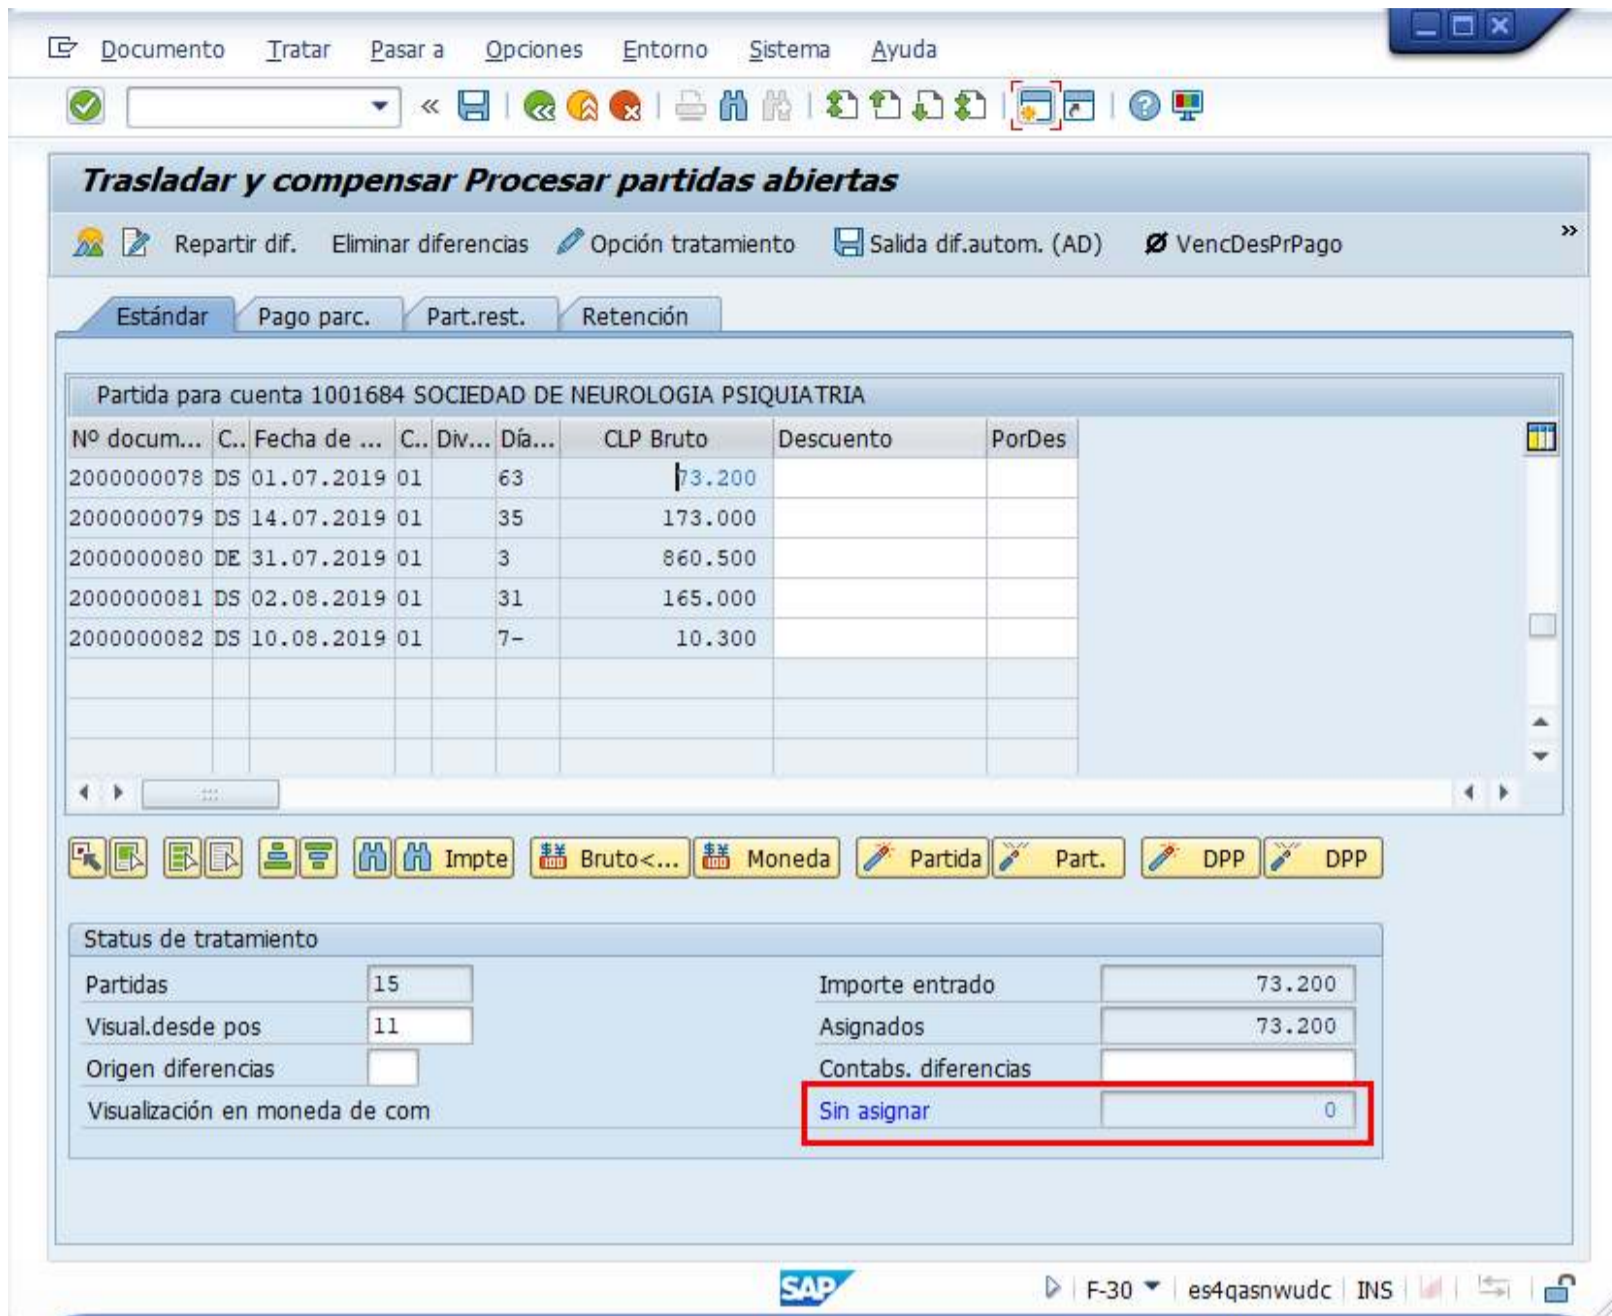 Documento Tratar Pasar a Opciones Entorno Sistema Ayuda
Trasladar y compensar Procesar partidas abiertas
Repartir dif. Eliminar diferencias Opción tratamiento Salida dif.autom. (AD) VencDesPrPago
Estándar Pago parc. Part.rest. Retención
Partida para cuenta 1001684 SOCIEDAD DE NEUROLOGIA PSIQUIATRIA
Nº docum... C.. Fecha de ... C.. Div... Día... CLP Bruto Descuento PorDes
2000000078 DS 01.07.2019 01 63 73.200
2000000079 DS 14.07.2019 01 35 173.000
2000000080 DE 31.07.2019 01 3 860.500
2000000081 DS 02.08.2019 01 31 165.000
2000000082 DS 10.08.2019 01 7- 10.300
Impte Bruto<... Moneda Partida Part. DPP DPP
Status de tratamiento
Partidas 15 Importe entrado 73.200
Visual.desde pos 11 Asignados 73.200
Origen diferencias Contabs. diferencias
Visualización en moneda de com Sin asignar 0
SAP F-30 es4qasnwudc INS